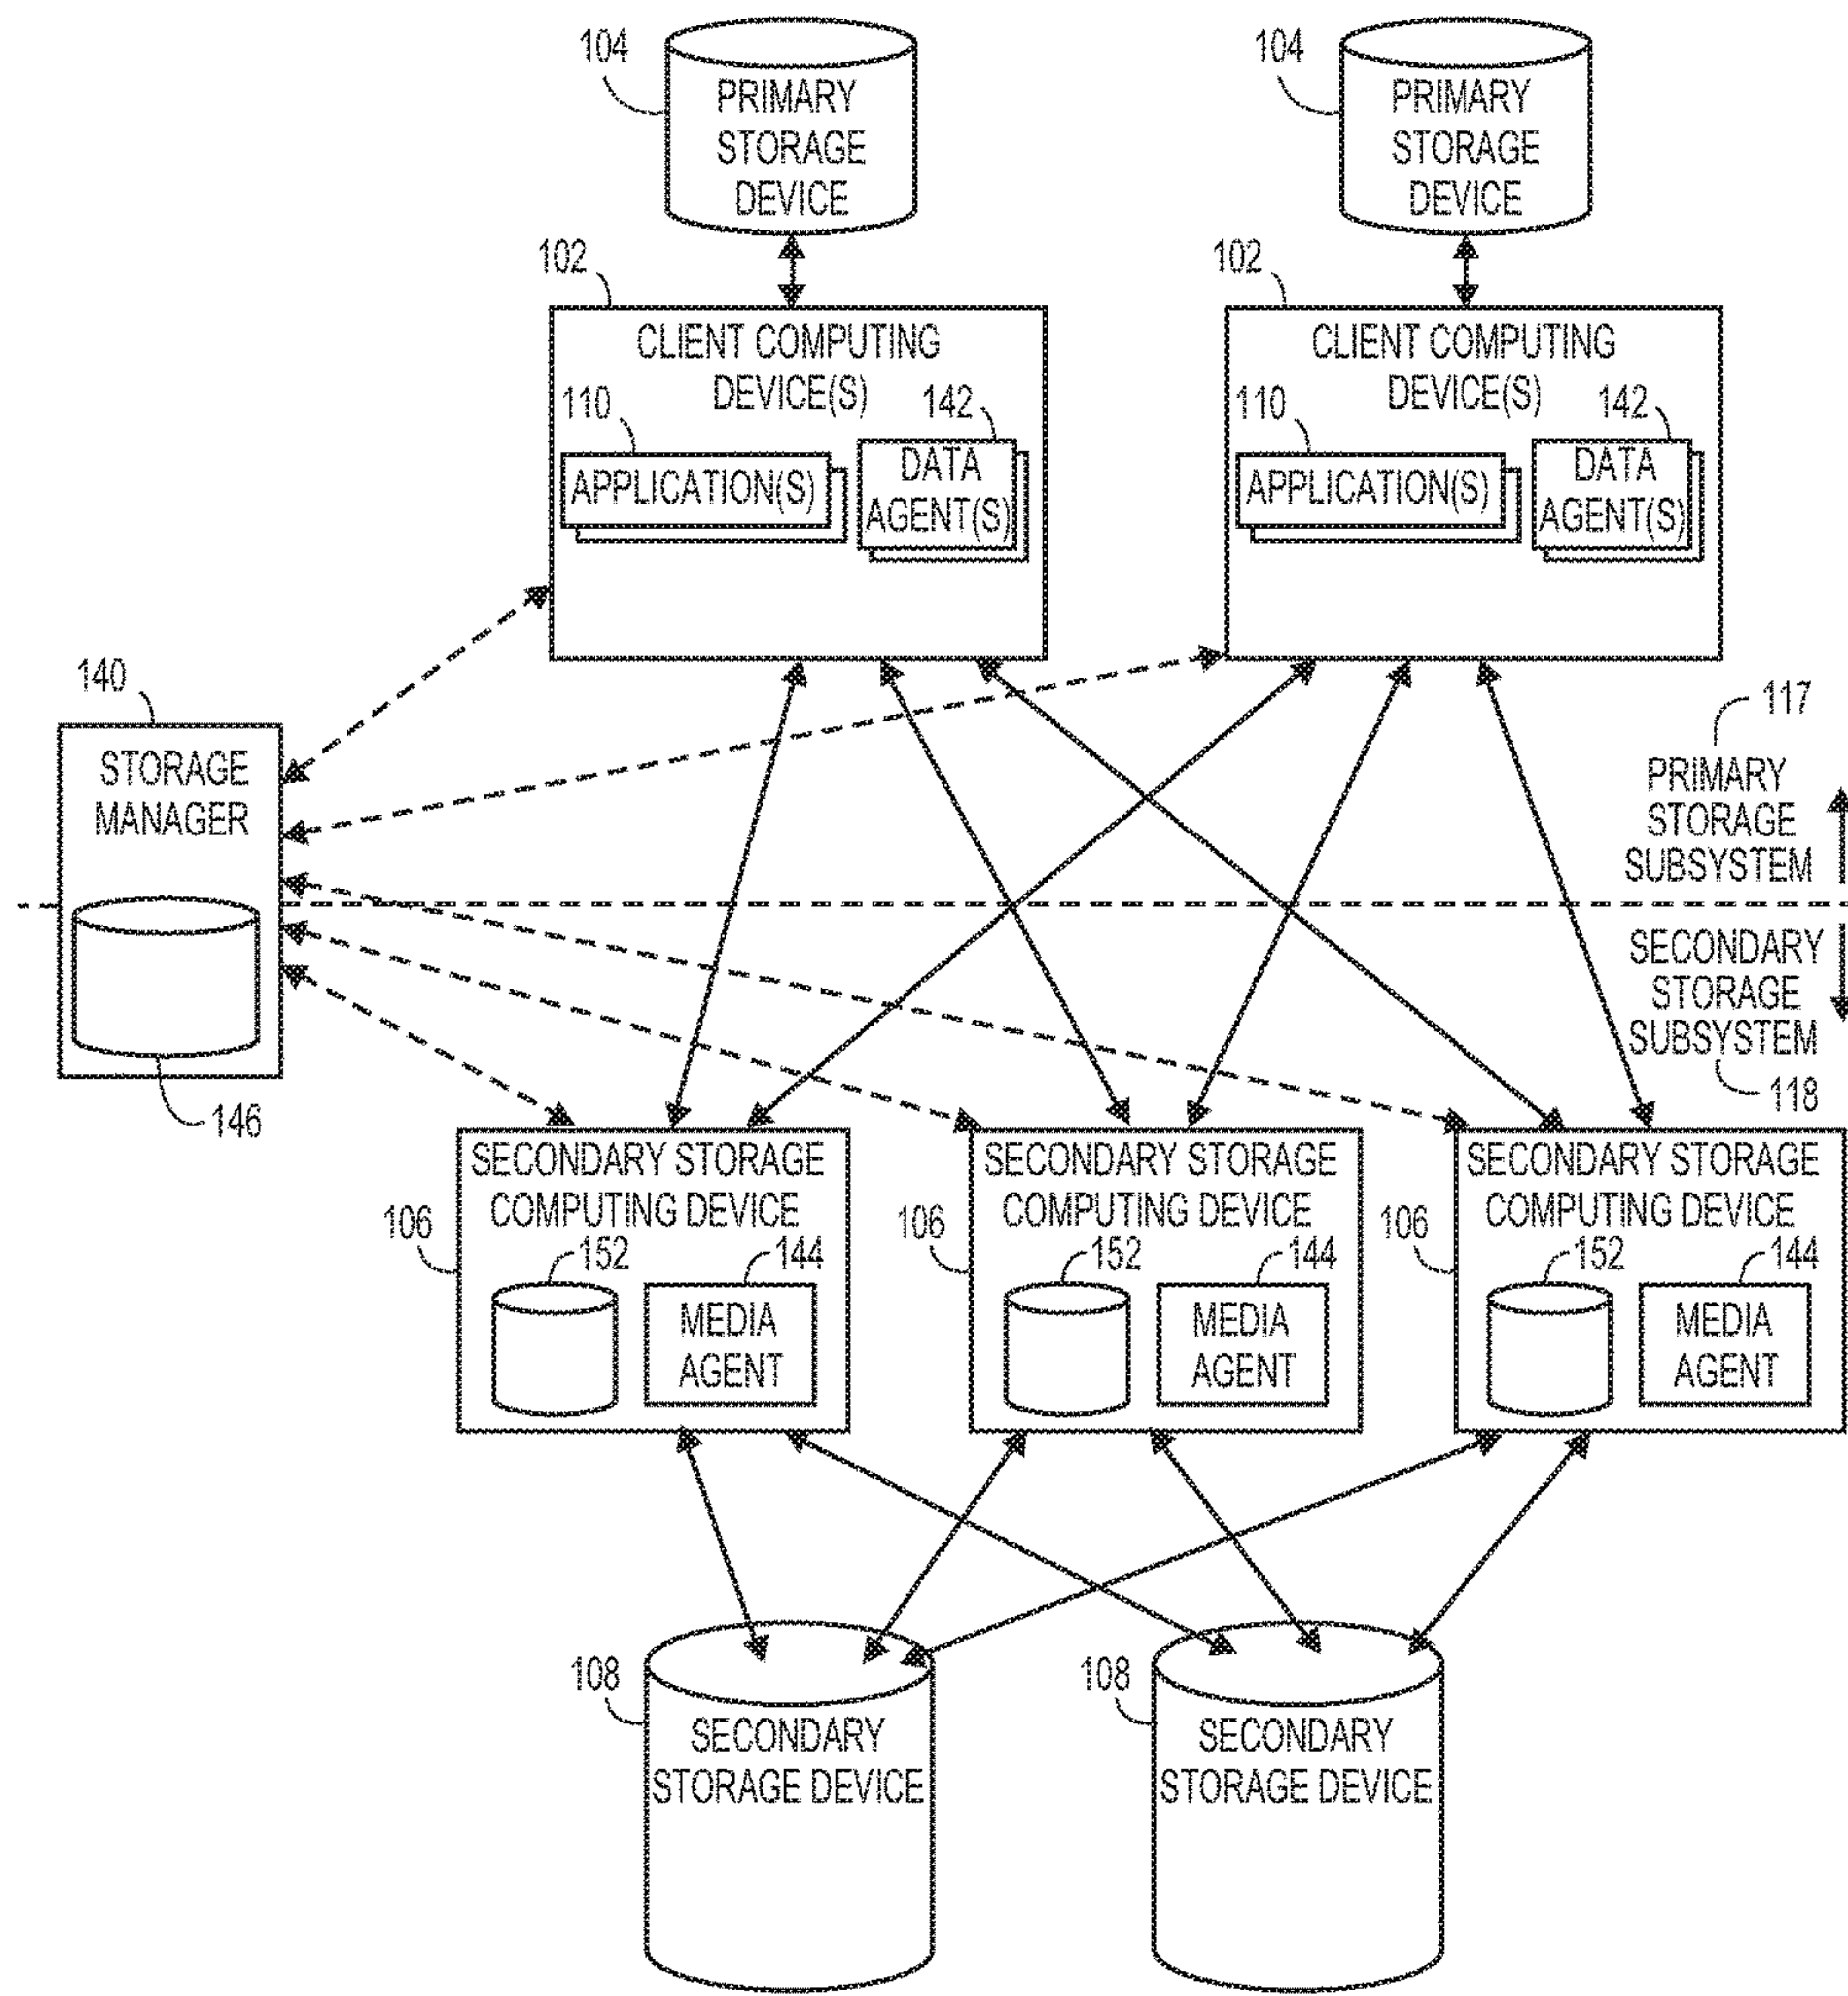 104
PRIMARY
STORAGE
DEVICE
104
PRIMARY
STORAGE
DEVICE
102
CLIENT COMPUTING
DEVICE(S)
110
APPLICATION(S)
142
DATA
AGENT(S)
102
CLIENT COMPUTING
DEVICE(S)
110
APPLICATION(S)
142
DATA
AGENT(S)
140
STORAGE
MANAGER
146
117
PRIMARY
STORAGE
SUBSYSTEM
SECONDARY
STORAGE
SUBSYSTEM
118
106
SECONDARY STORAGE
COMPUTING DEVICE
152
144
MEDIA
AGENT
106
SECONDARY STORAGE
COMPUTING DEVICE
152
144
MEDIA
AGENT
106
SECONDARY STORAGE
COMPUTING DEVICE
152
144
MEDIA
AGENT
108
SECONDARY
STORAGE DEVICE
108
SECONDARY
STORAGE DEVICE